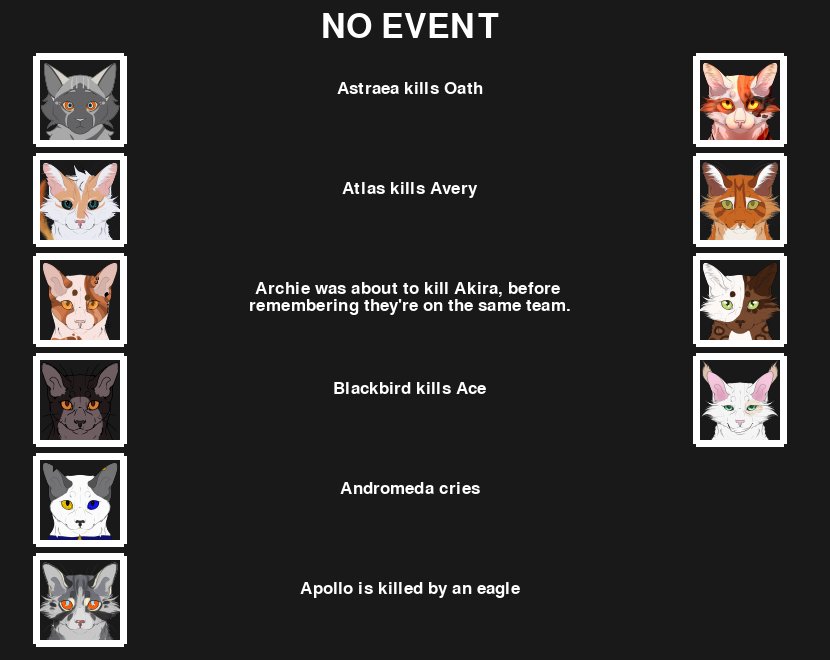 NO EVENT
Astraea kills Oath
Atlas kills Avery
Archie was about to kill Akira, before
remembering they're on the same team.
Blackbird kills Ace
Andromeda cries
Apollo is killed by an eagle